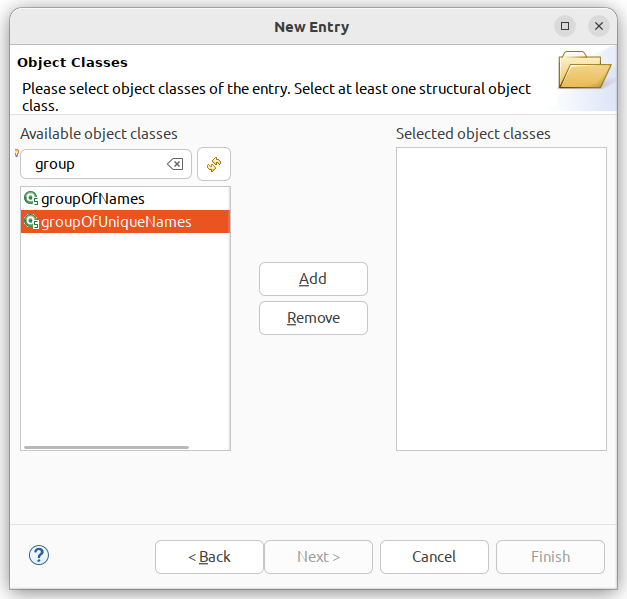 New Entry
Object Classes
Please select object classes of the entry. Select at least one structural object
class.
Available object classes
Selected object classes
group
groupOfNames
groupOfUniqueNames
Add
Remove
?
< Back
Next >
Cancel
Finish